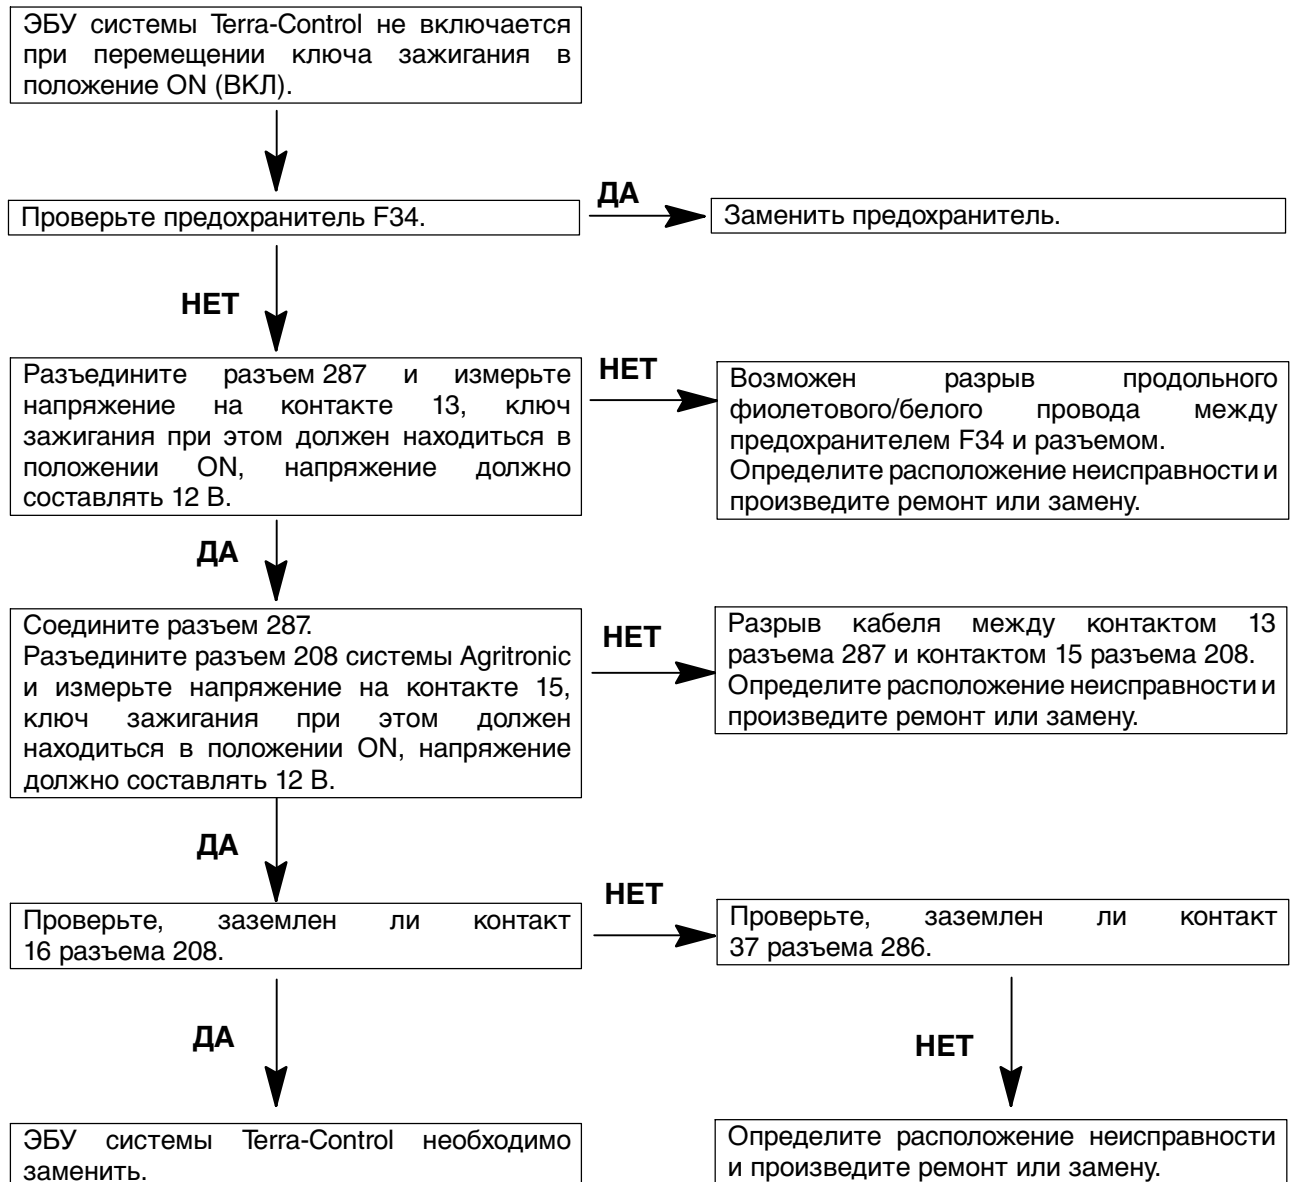 ЭБУ системы Terra-Control не включается
при перемещении ключа зажигания в
положение ON (ВКЛ).
Проверьте предохранитель F34.
ДА
Заменить предохранитель.
НЕТ
Разъедините разъем 287 и измерьте
напряжение на контакте 13, ключ
зажигания при этом должен находиться в
положении ON, напряжение должно
составлять 12 В.
НЕТ
Возможен разрыв продольного
фиолетового/белого провода между
предохранителем F34 и разъемом.
Определите расположение неисправности и
произведите ремонт или замену.
ДА
Соедините разъем 287.
Разъедините разъем 208 системы Agritronic
и измерьте напряжение на контакте 15,
ключ зажигания при этом должен
находиться в положении ON, напряжение
должно составлять 12 В.
НЕТ
Разрыв кабеля между контактом 13
разъема 287 и контактом 15 разъема 208.
Определите расположение неисправности и
произведите ремонт или замену.
ДА
Проверьте, заземлен ли контакт
16 разъема 208.
НЕТ
Проверьте, заземлен ли контакт
37 разъема 286.
ДА
НЕТ
ЭБУ системы Terra-Control необходимо
заменить.
Определите расположение неисправности
и произведите ремонт или замену.